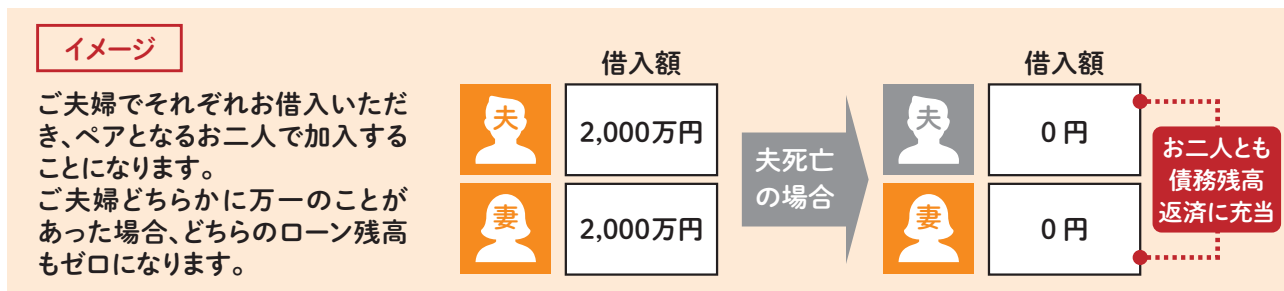 イメージ
ご夫婦でそれぞれお借入いただ
き、ペアとなるお二人で加入する
ことになります。
ご夫婦どちらかに万一のことが
あった場合、どちらのローン残高
もゼロになります。
借入額
夫
2,000万円
妻
2,000万円
夫死亡
の場合
借入額
夫
0円
妻
0円
お二人とも
債務残高
返済に充当